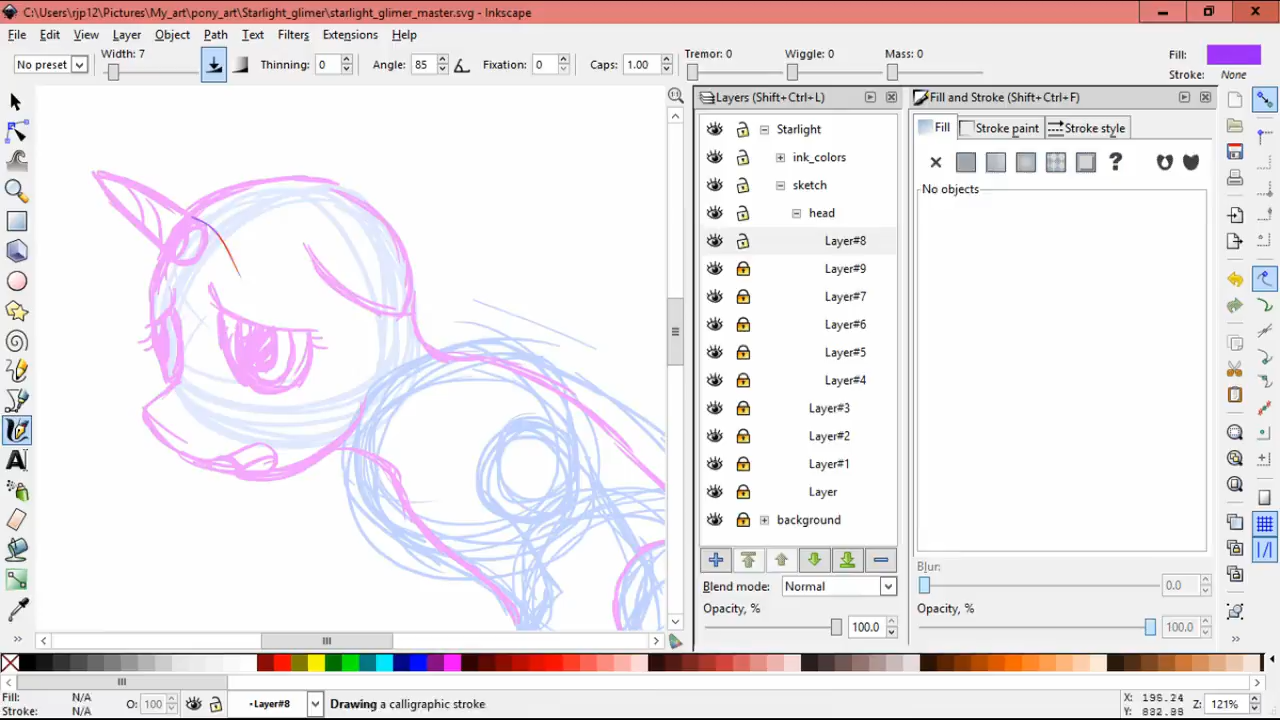 C:\Users\rjp12\Pictures\My_art\pony_art\Starlight_glimer\starlight_glimer_master.svg - Inkscape
File Edit View Layer Object Path Text Filters Extensions Help
No preset Width: 7 Thinning: 0 Angle: 85 Fixation: 0 Caps: 1.00 Tremor: 0 Wiggle: 0 Mass: 0 Fill:
Stroke: None
Layers (Shift+Ctrl+L) Fill and Stroke (Shift+Ctrl+F)
Starlight Fill Stroke paint Stroke style
ink_colors
sketch No objects
head
Layer#8
Layer#9
Layer#7
Layer#6
Layer#5
Layer#4
Layer#3
Layer#2
Layer#1
Layer
background
Blend mode: Normal Blur: 0.0
Opacity, % Opacity, %
100.0 100.0
Fill: N/A O: 100 •Layer#8 Drawing a calligraphic stroke Z: 121%
Stroke: N/A